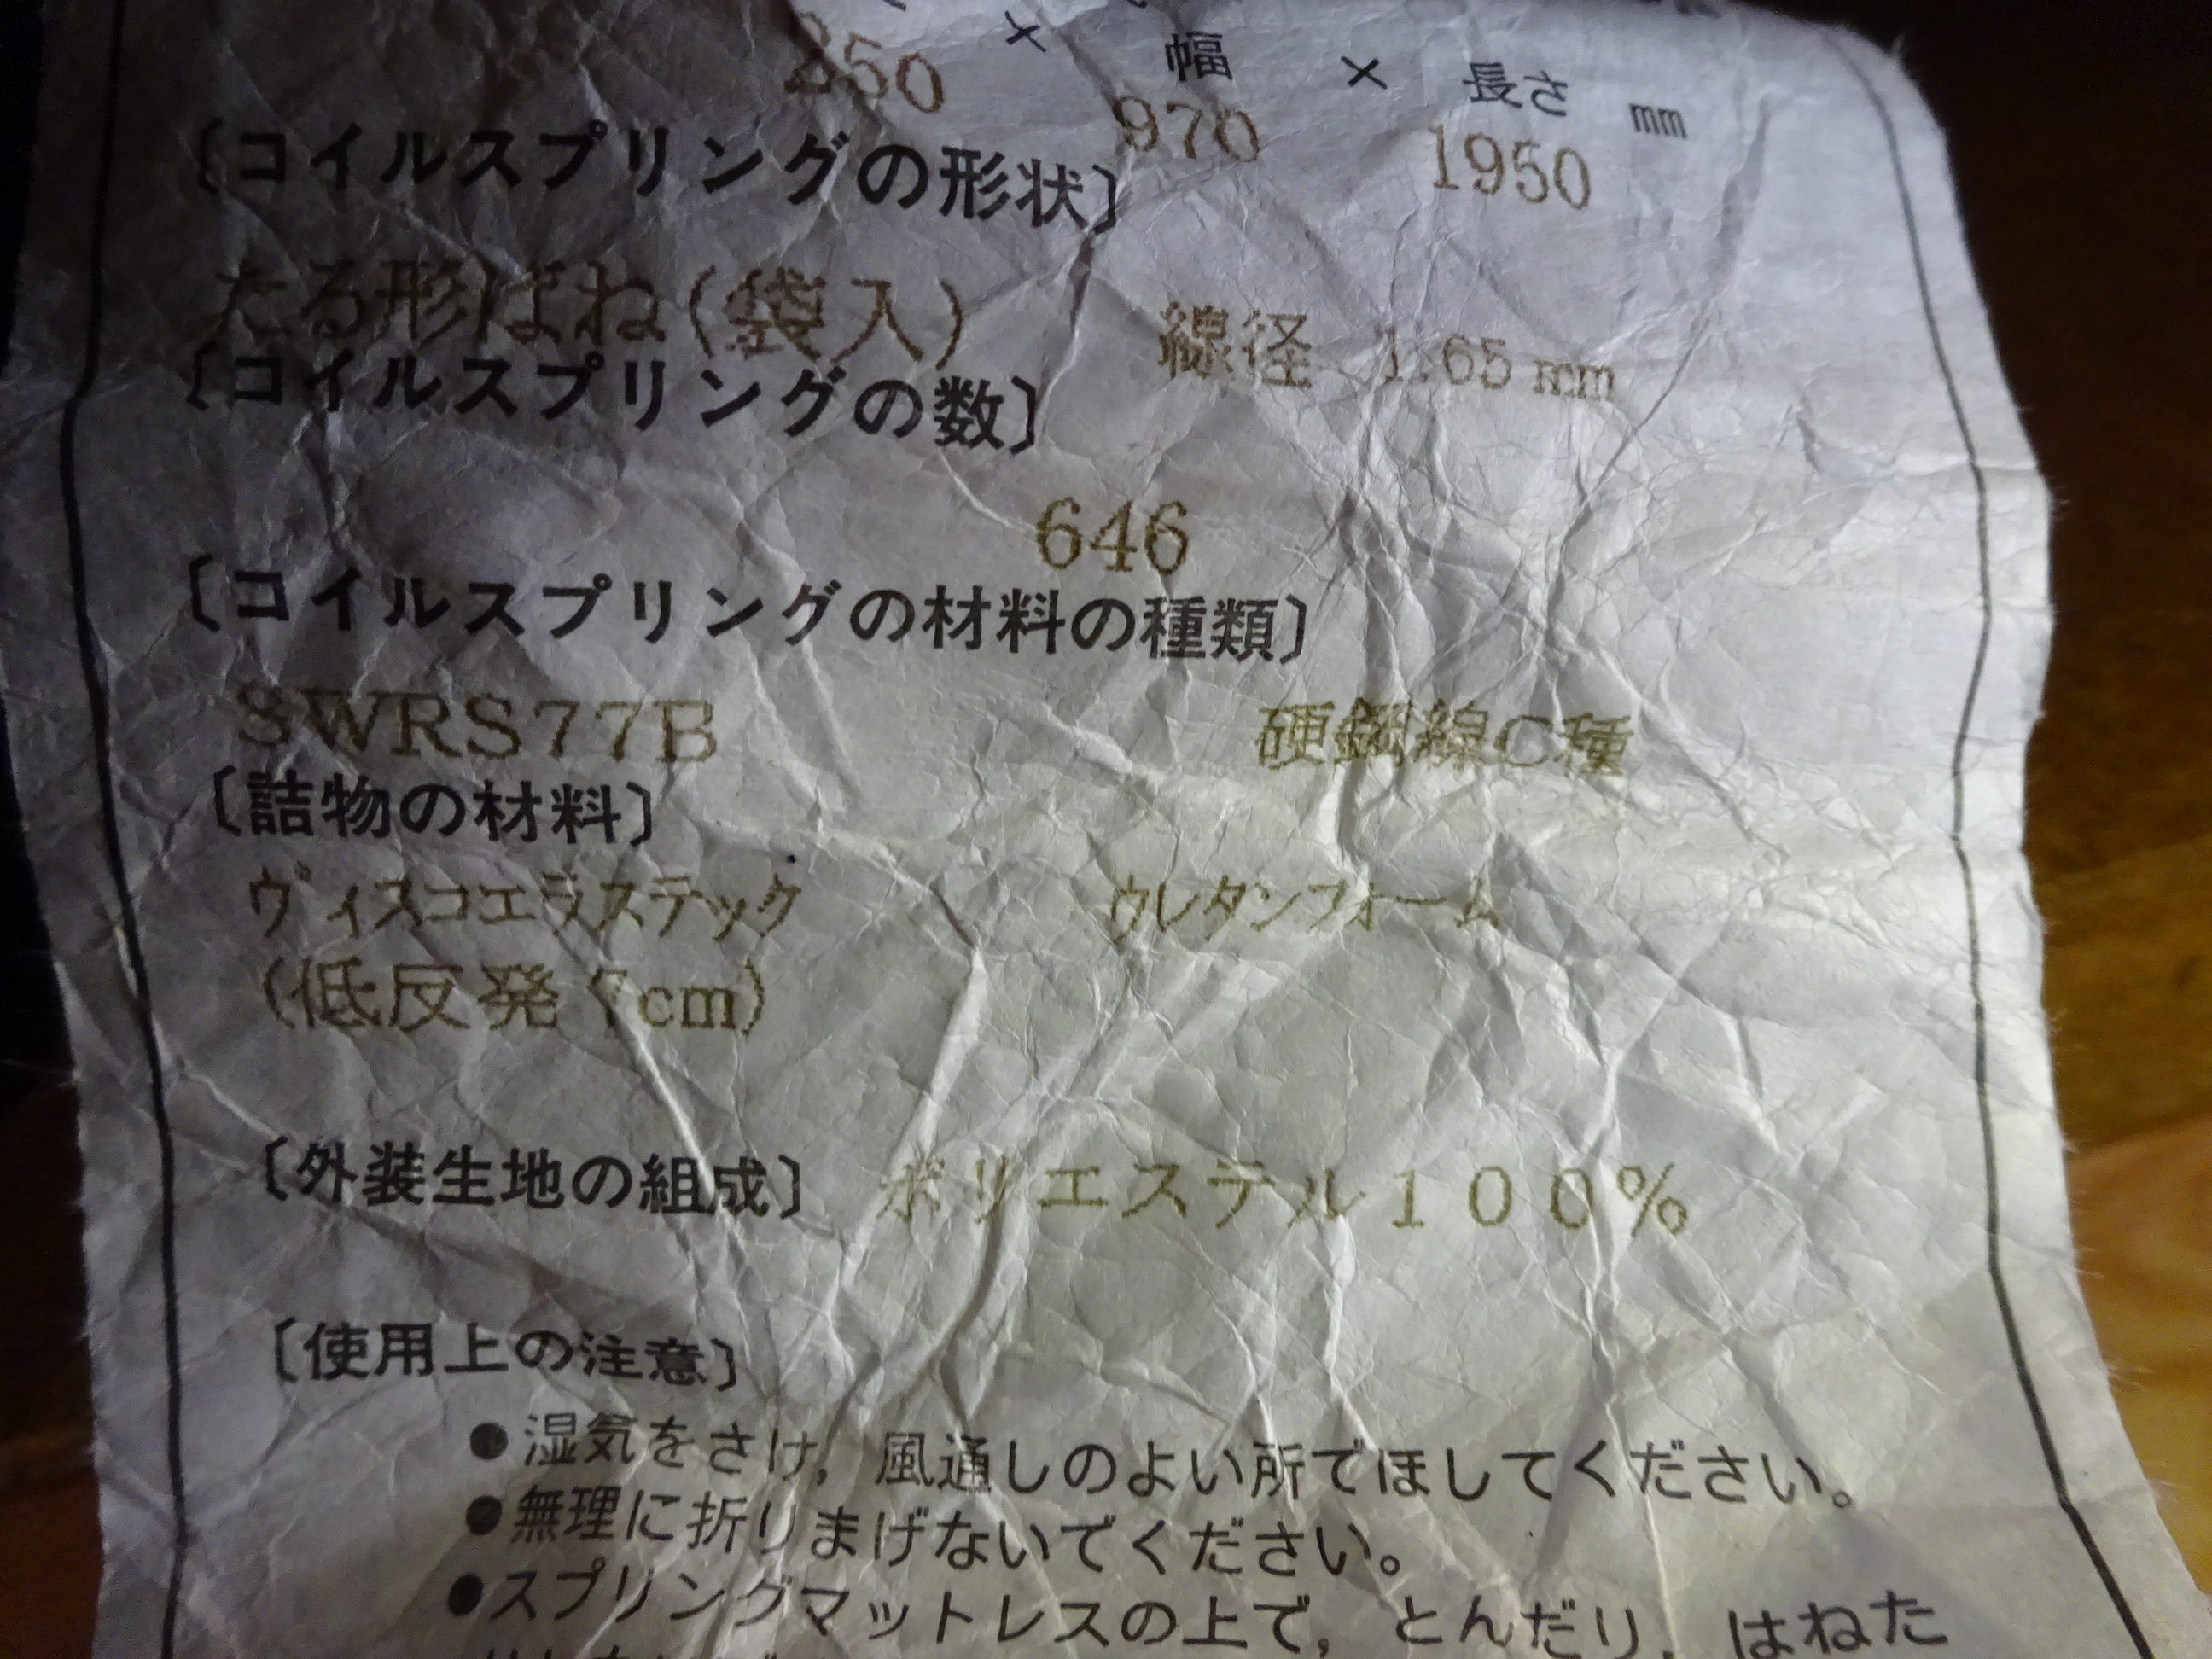 × 幅 × 長さ mm
250 970 1950
〔コイルスプリングの形状〕
たる形ばね(袋入) 線径 1.65mm
〔コイルスプリングの数〕
646
〔コイルスプリングの材料の種類〕
SWRS77B 硬鋼線C種
〔詰物の材料〕
ヴィスコエラステック ウレタンフォーム
(低反発 7cm)
〔外装生地の組成〕 ポリエステル100%
〔使用上の注意〕
●湿気をさけ,風通しのよい所でほしてください。
●無理に折りまげないでください。
●スプリングマットレスの上で,とんだり,はねた